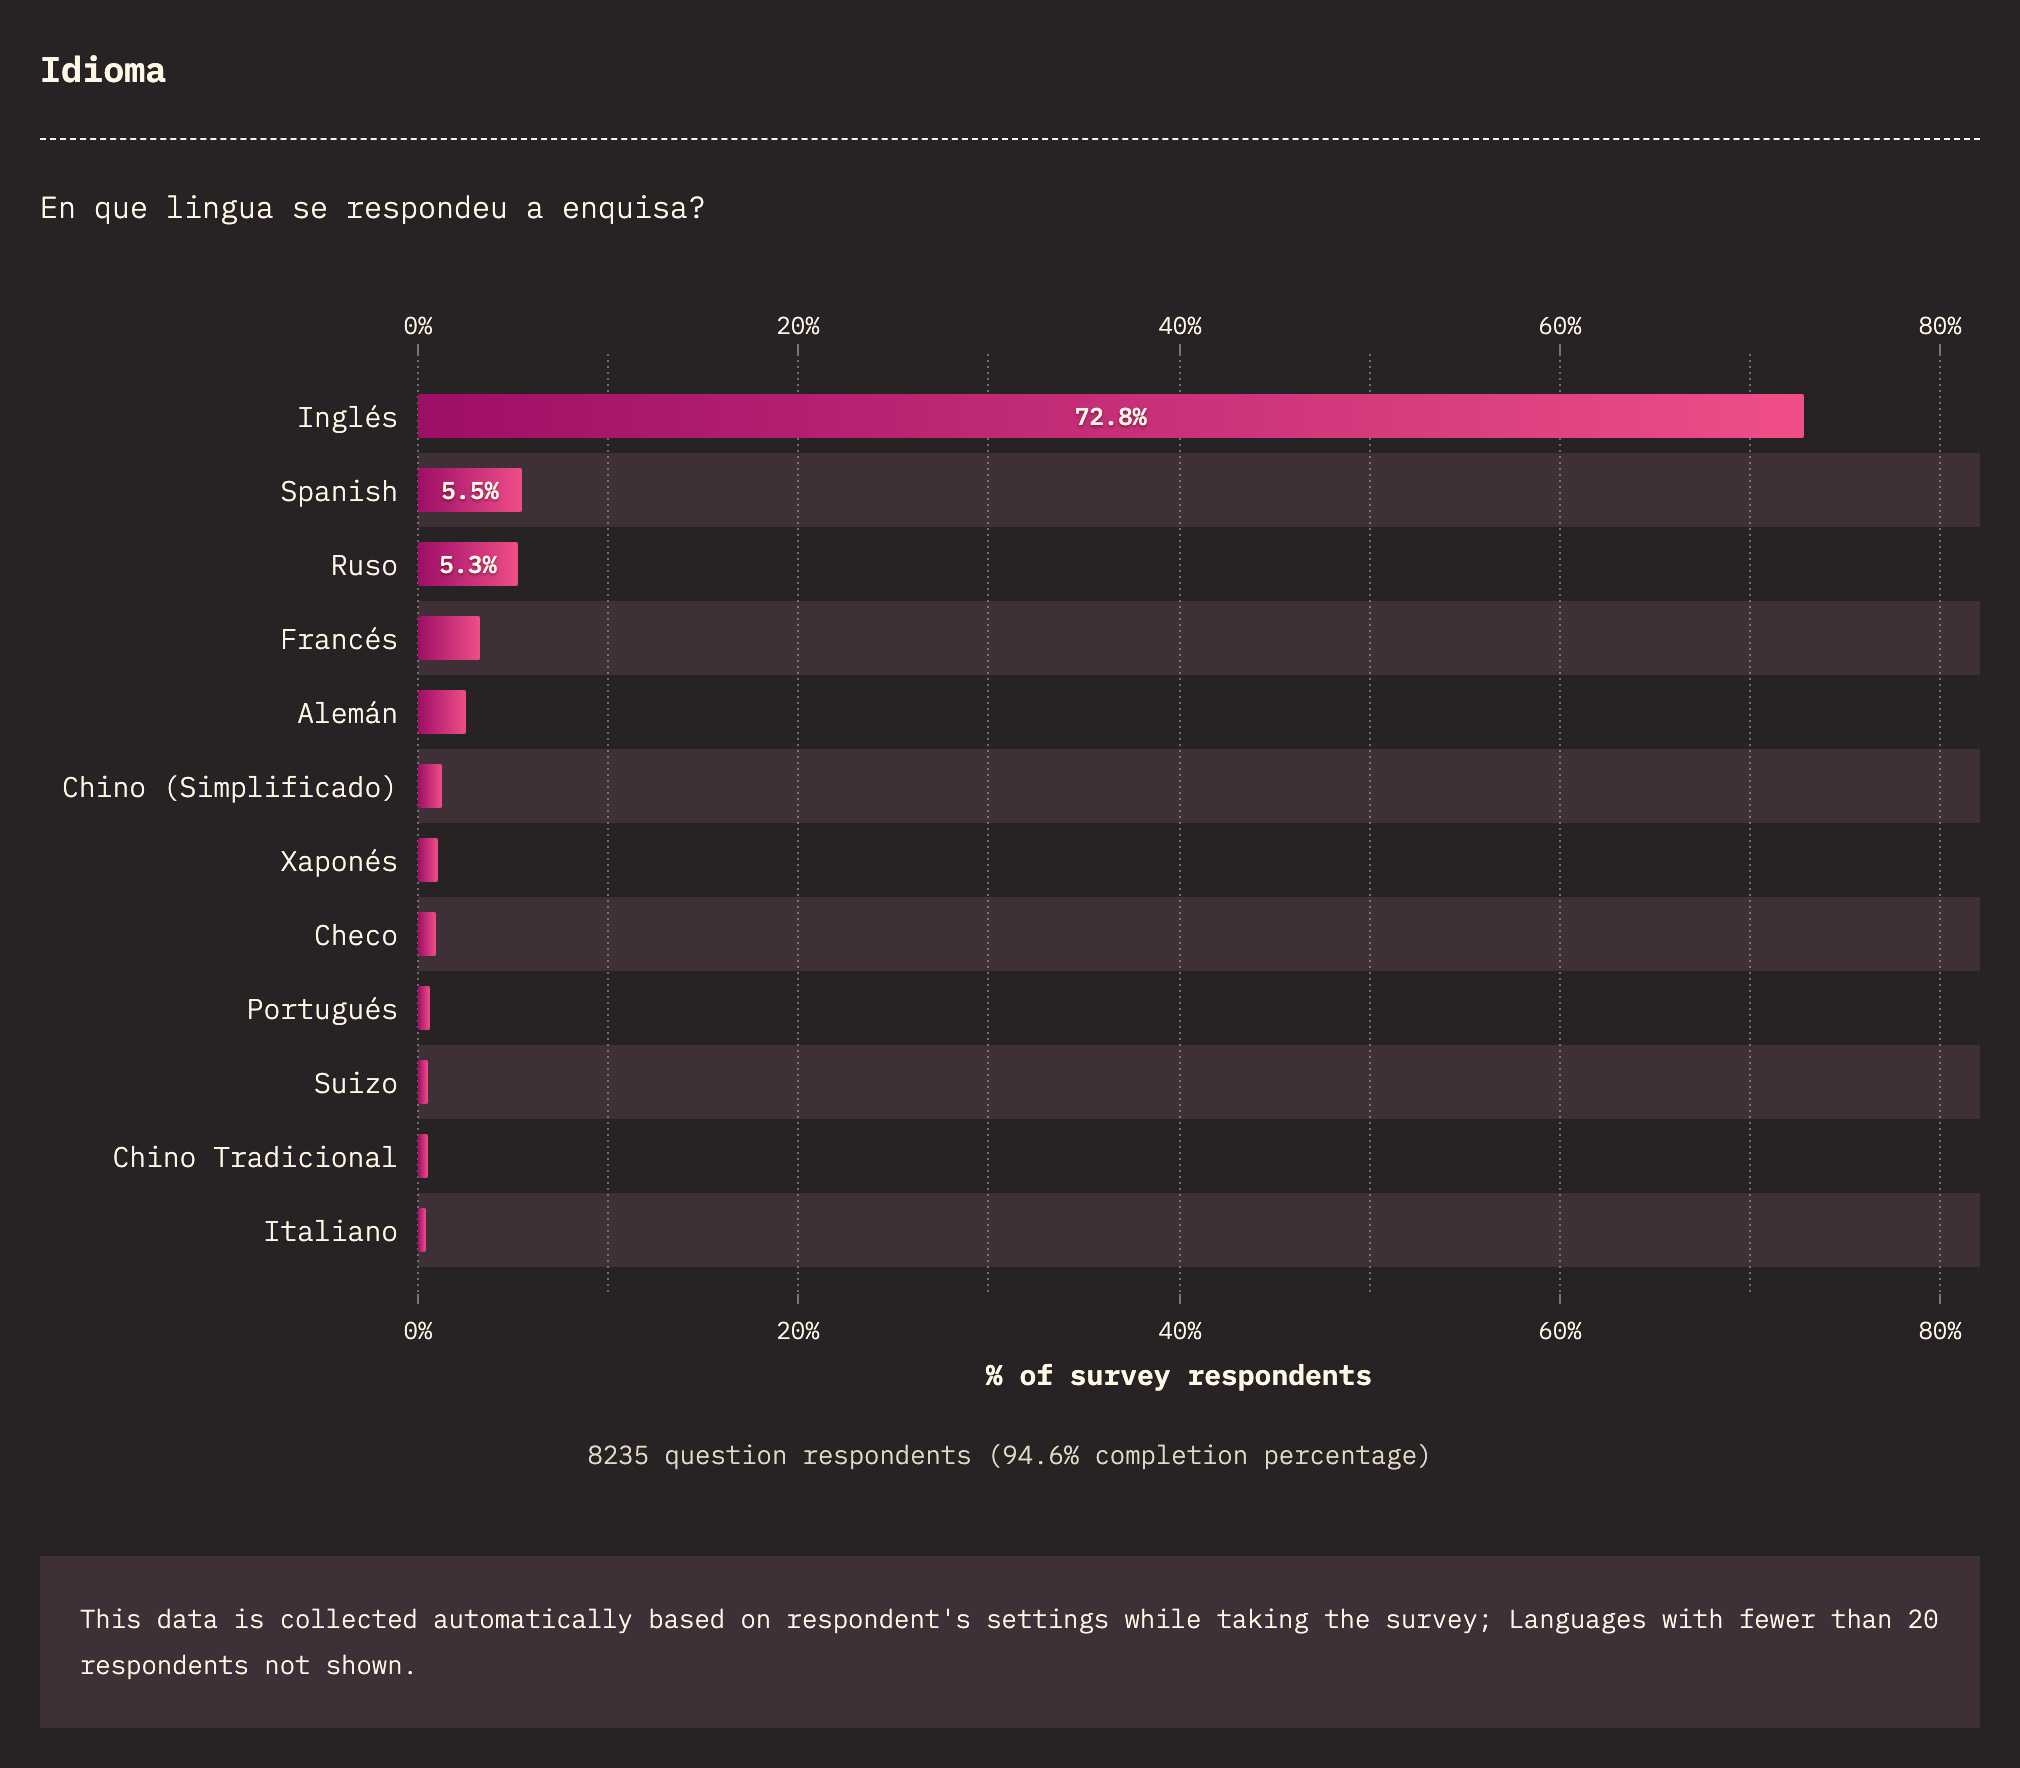 Idioma
En que lingua se respondeu a enquisa?
0% 20% 40% 60% 80%
Inglés 72.8%
Spanish 5.5%
Ruso 5.3%
Francés
Alemán
Chino (Simplificado)
Xaponés
Checo
Portugués
Suizo
Chino Tradicional
Italiano
0% 20% 40% 60% 80%
% of survey respondents
8235 question respondents (94.6% completion percentage)
This data is collected automatically based on respondent's settings while taking the survey; Languages with fewer than 20
respondents not shown.